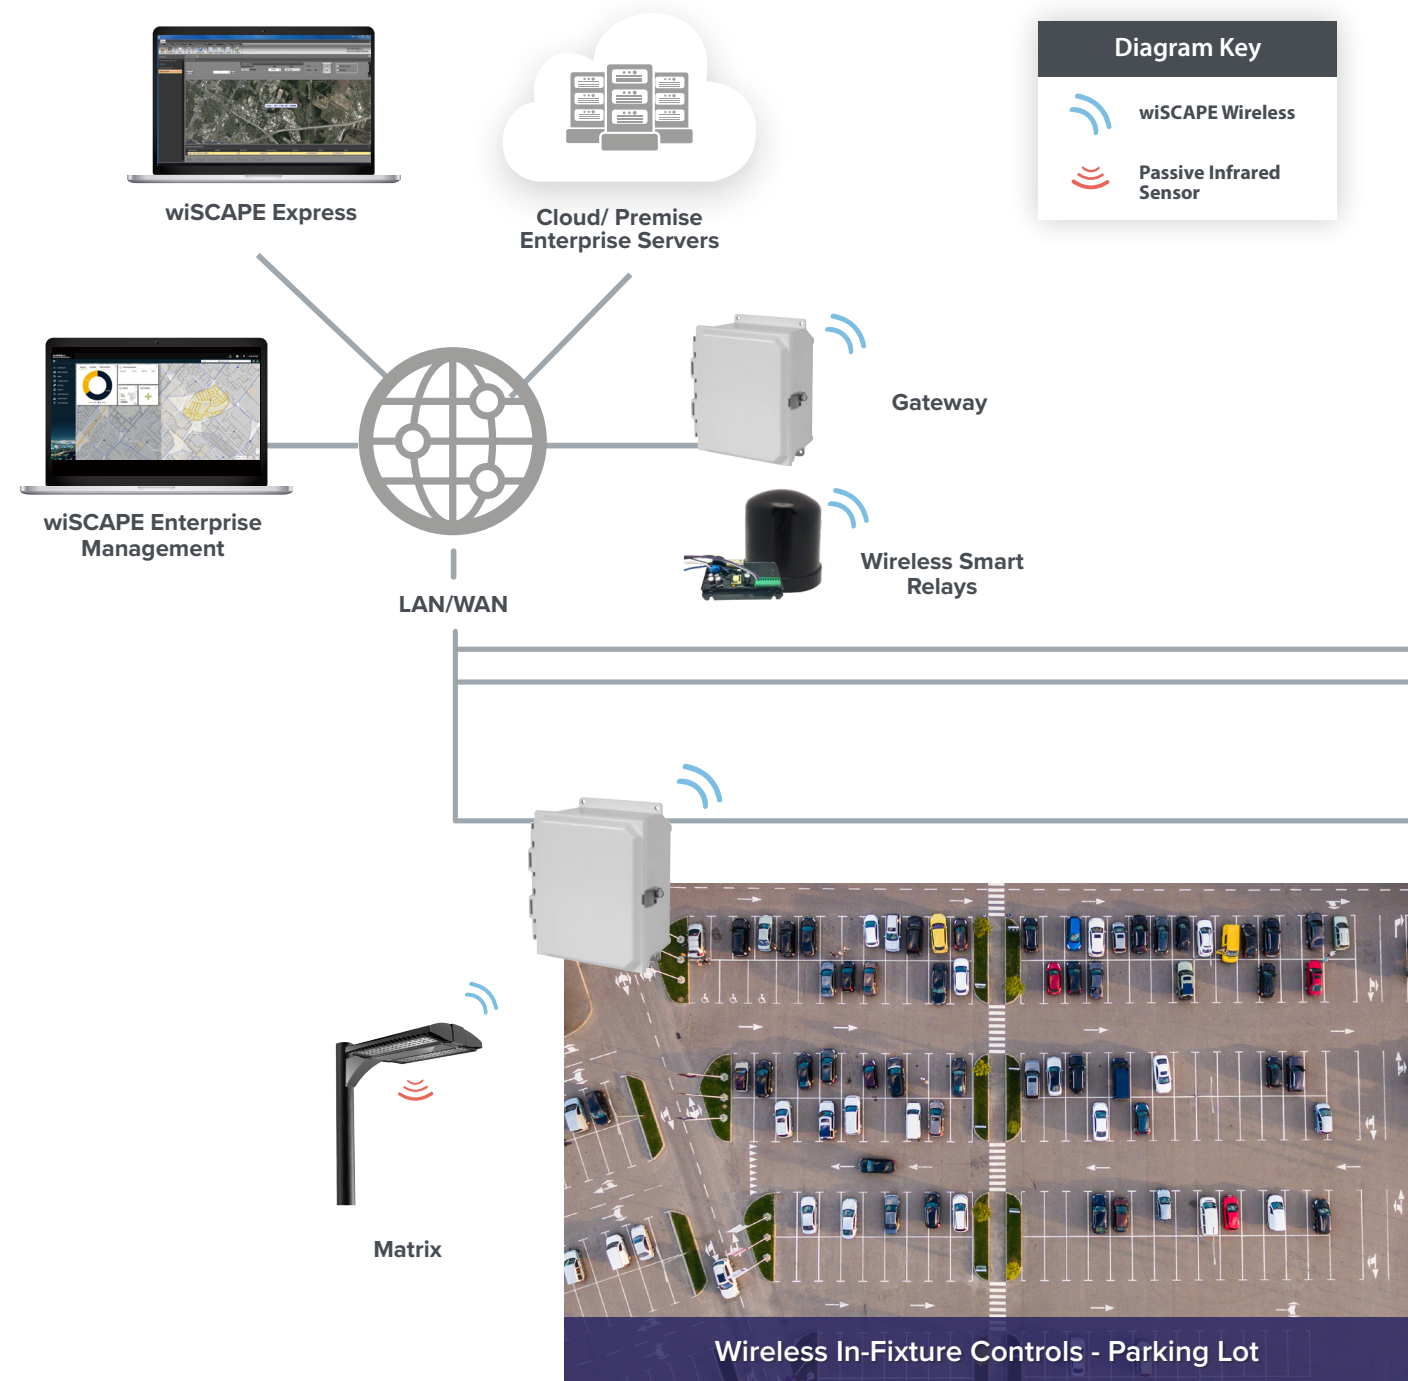 wiSCAPE Express
Cloud/ Premise
Enterprise Servers
Diagram Key
wiSCAPE Wireless
Passive Infrared
Sensor
Gateway
wiSCAPE Enterprise
Management
Wireless Smart
Relays
LAN/WAN
Matrix
Wireless In-Fixture Controls - Parking Lot